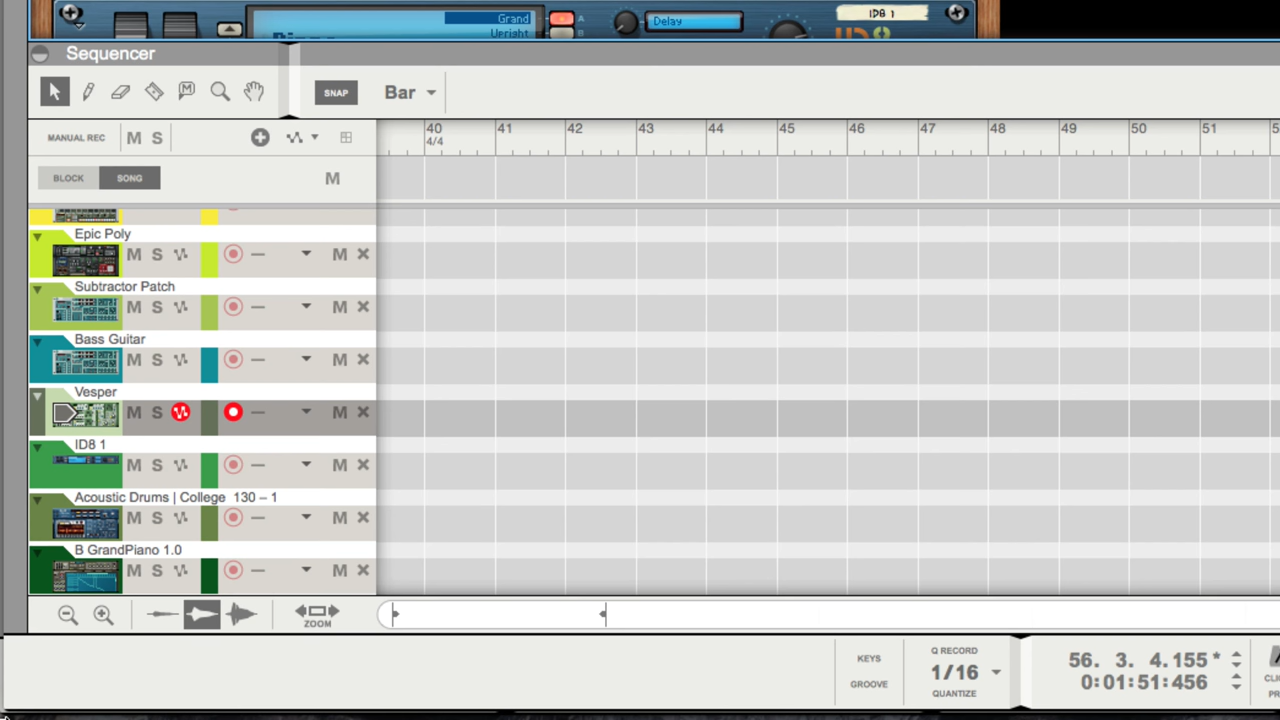 Grand
A
Delay
ID8 1
Upright
B
Sequencer
SNAP Bar
MANUAL REC M S
40 41 42 43 44 45 46 47 48 49 50 51
4/4
BLOCK SONG M
Epic Poly
M S M
Subtractor Patch
M S M
Bass Guitar
M S M
Vesper
M S M
ID8 1
M S M
Acoustic Drums | College 130 – 1
M S M
B GrandPiano 1.0
M S M
ZOOM
KEYS
GROOVE
Q RECORD
1/16
QUANTIZE
56. 3. 4.155 *
0:01:51:456